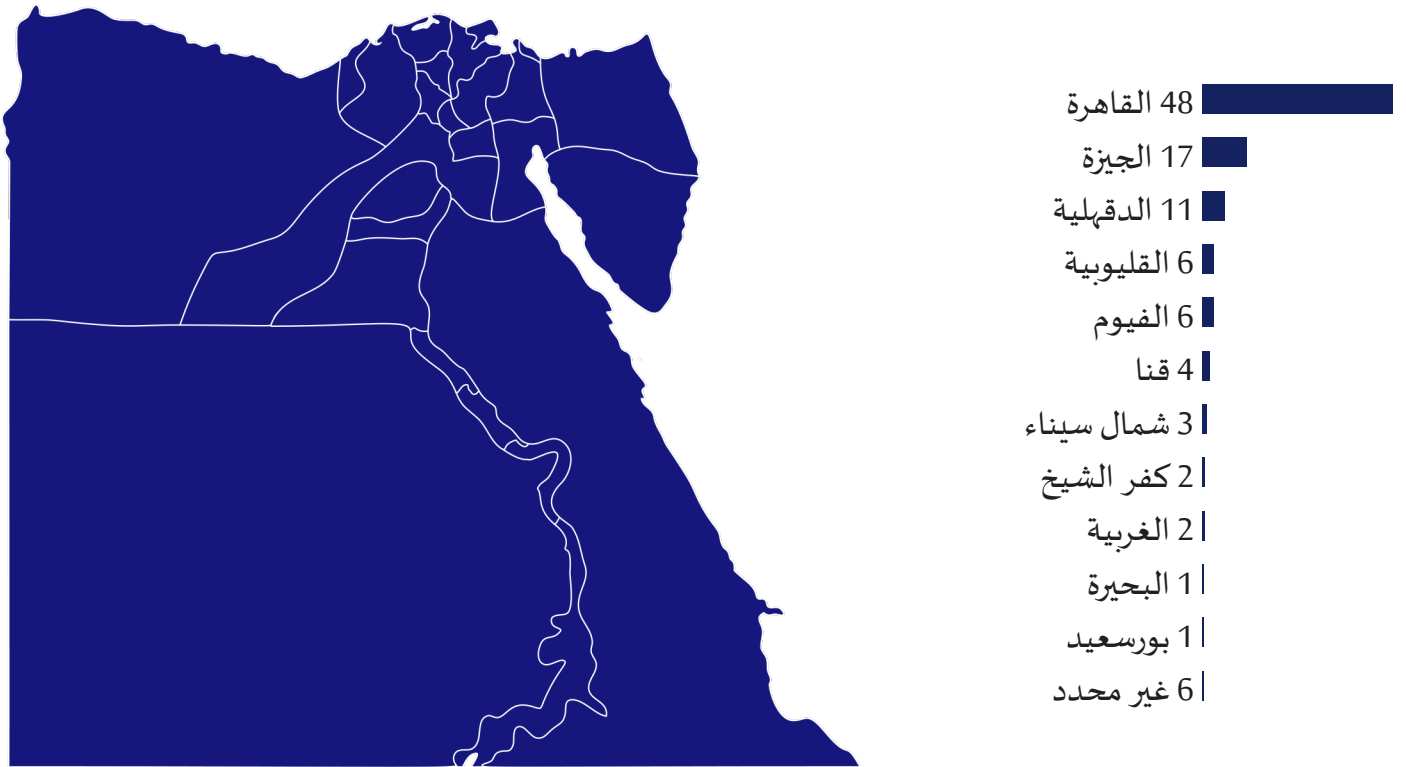 48 القاهرة
17 الجيزة
11 الدقهلية
6 القليوبية
6 الفيوم
4 قنا
3 شمال سيناء
2 كفر الشيخ
2 الغربية
1 البحيرة
1 بورسعيد
6 غير محدد